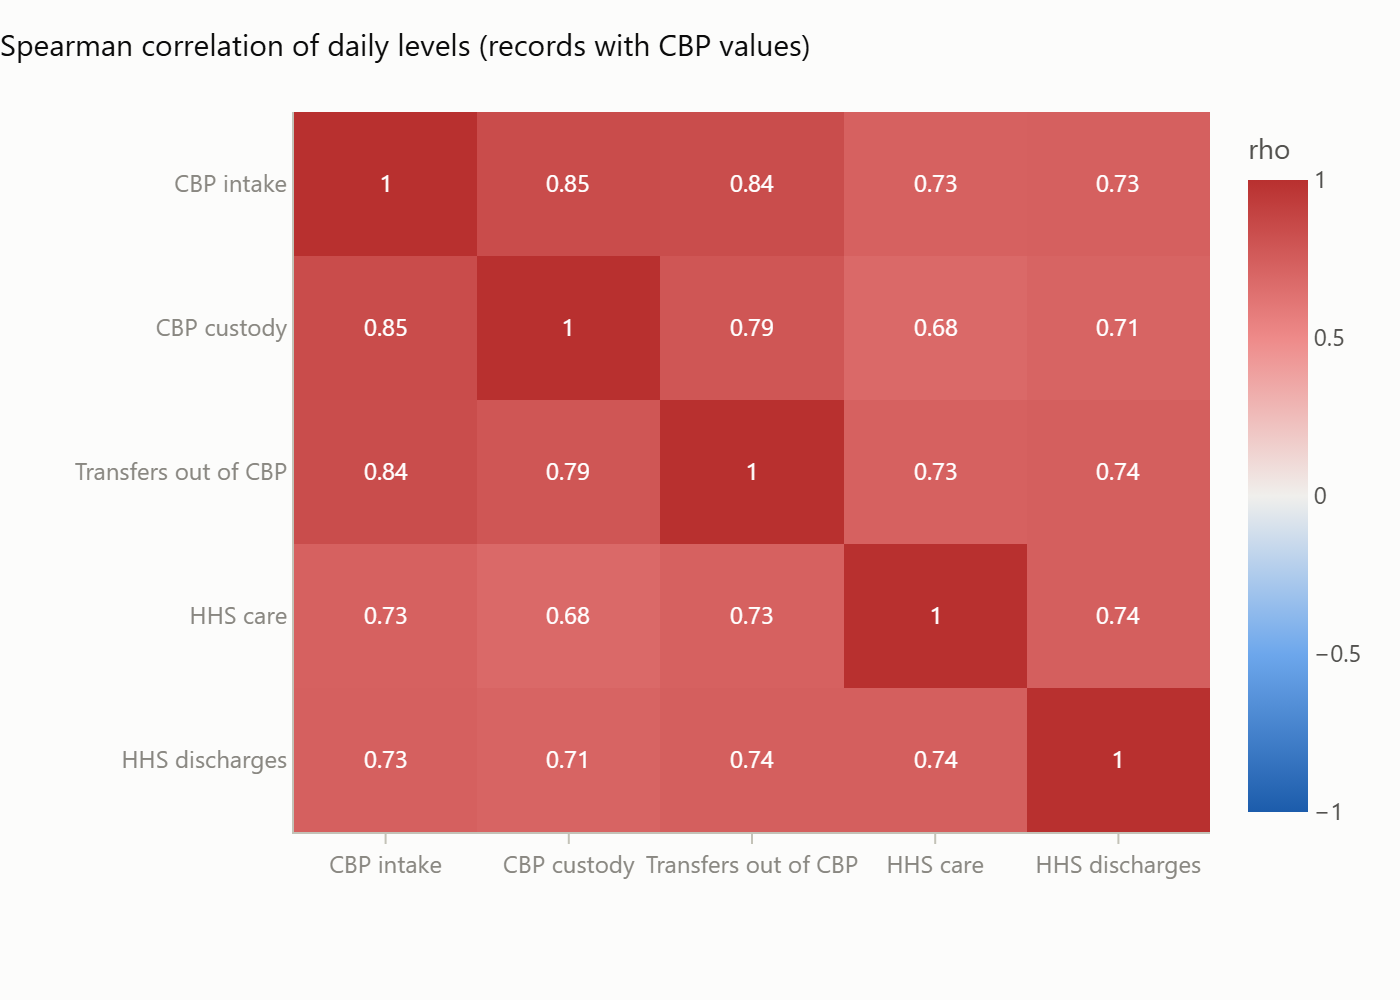 Spearman correlation of daily levels (records with CBP values)
rho
CBP intake 1 0.85 0.84 0.73 0.73
CBP custody 0.85 1 0.79 0.68 0.71
Transfers out of CBP 0.84 0.79 1 0.73 0.74
HHS care 0.73 0.68 0.73 1 0.74
HHS discharges 0.73 0.71 0.74 0.74 1
CBP intake CBP custody Transfers out of CBP HHS care HHS discharges
1
0.5
0
−0.5
−1